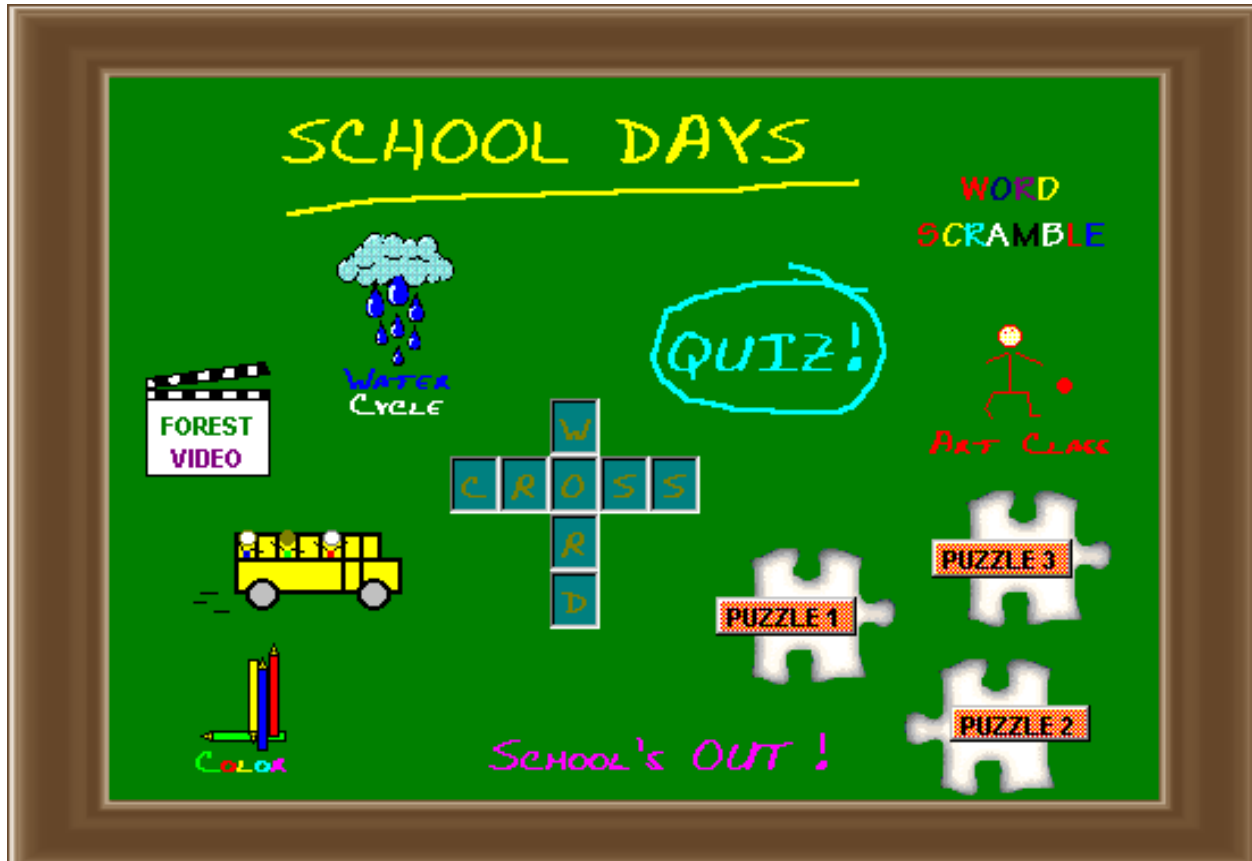 SCHOOL DAYS
WORD
SCRAMBLE
QUIZ!
WATER
CYCLE
FOREST
VIDEO
ART CLASS
W
CROSS
R
D
PUZZLE 3
PUZZLE 1
PUZZLE 2
COLOR
SCHOOL'S OUT !